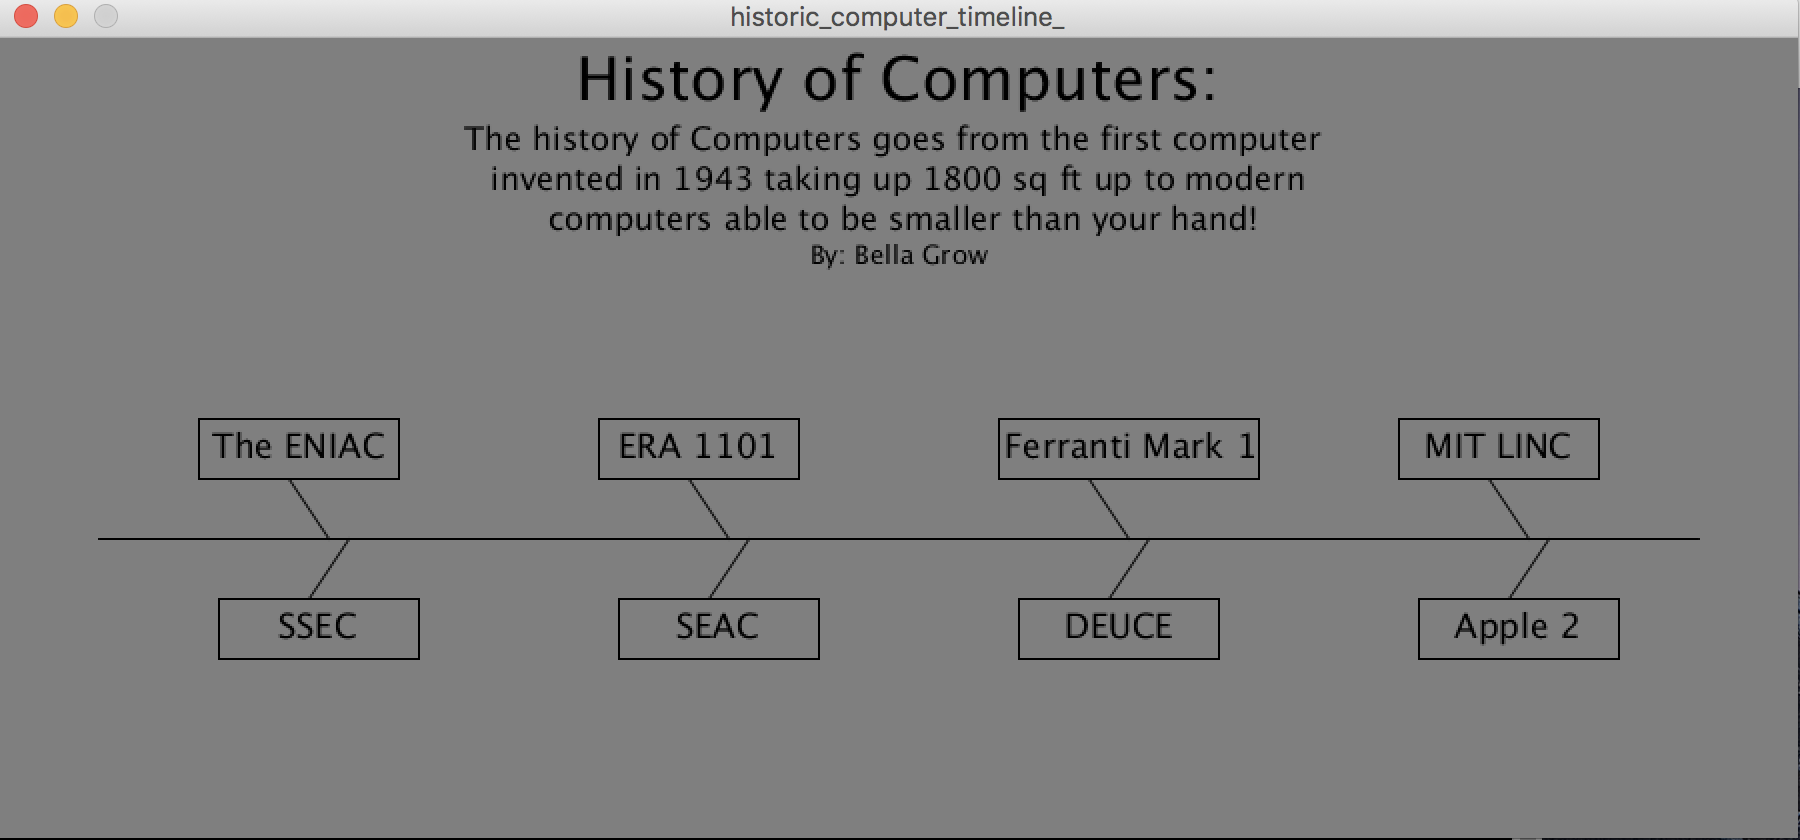 historic_computer_timeline_
History of Computers:
The history of Computers goes from the first computer
invented in 1943 taking up 1800 sq ft up to modern
computers able to be smaller than your hand!
By: Bella Grow
The ENIAC
ERA 1101
Ferranti Mark 1
MIT LINC
SSEC
SEAC
DEUCE
Apple 2